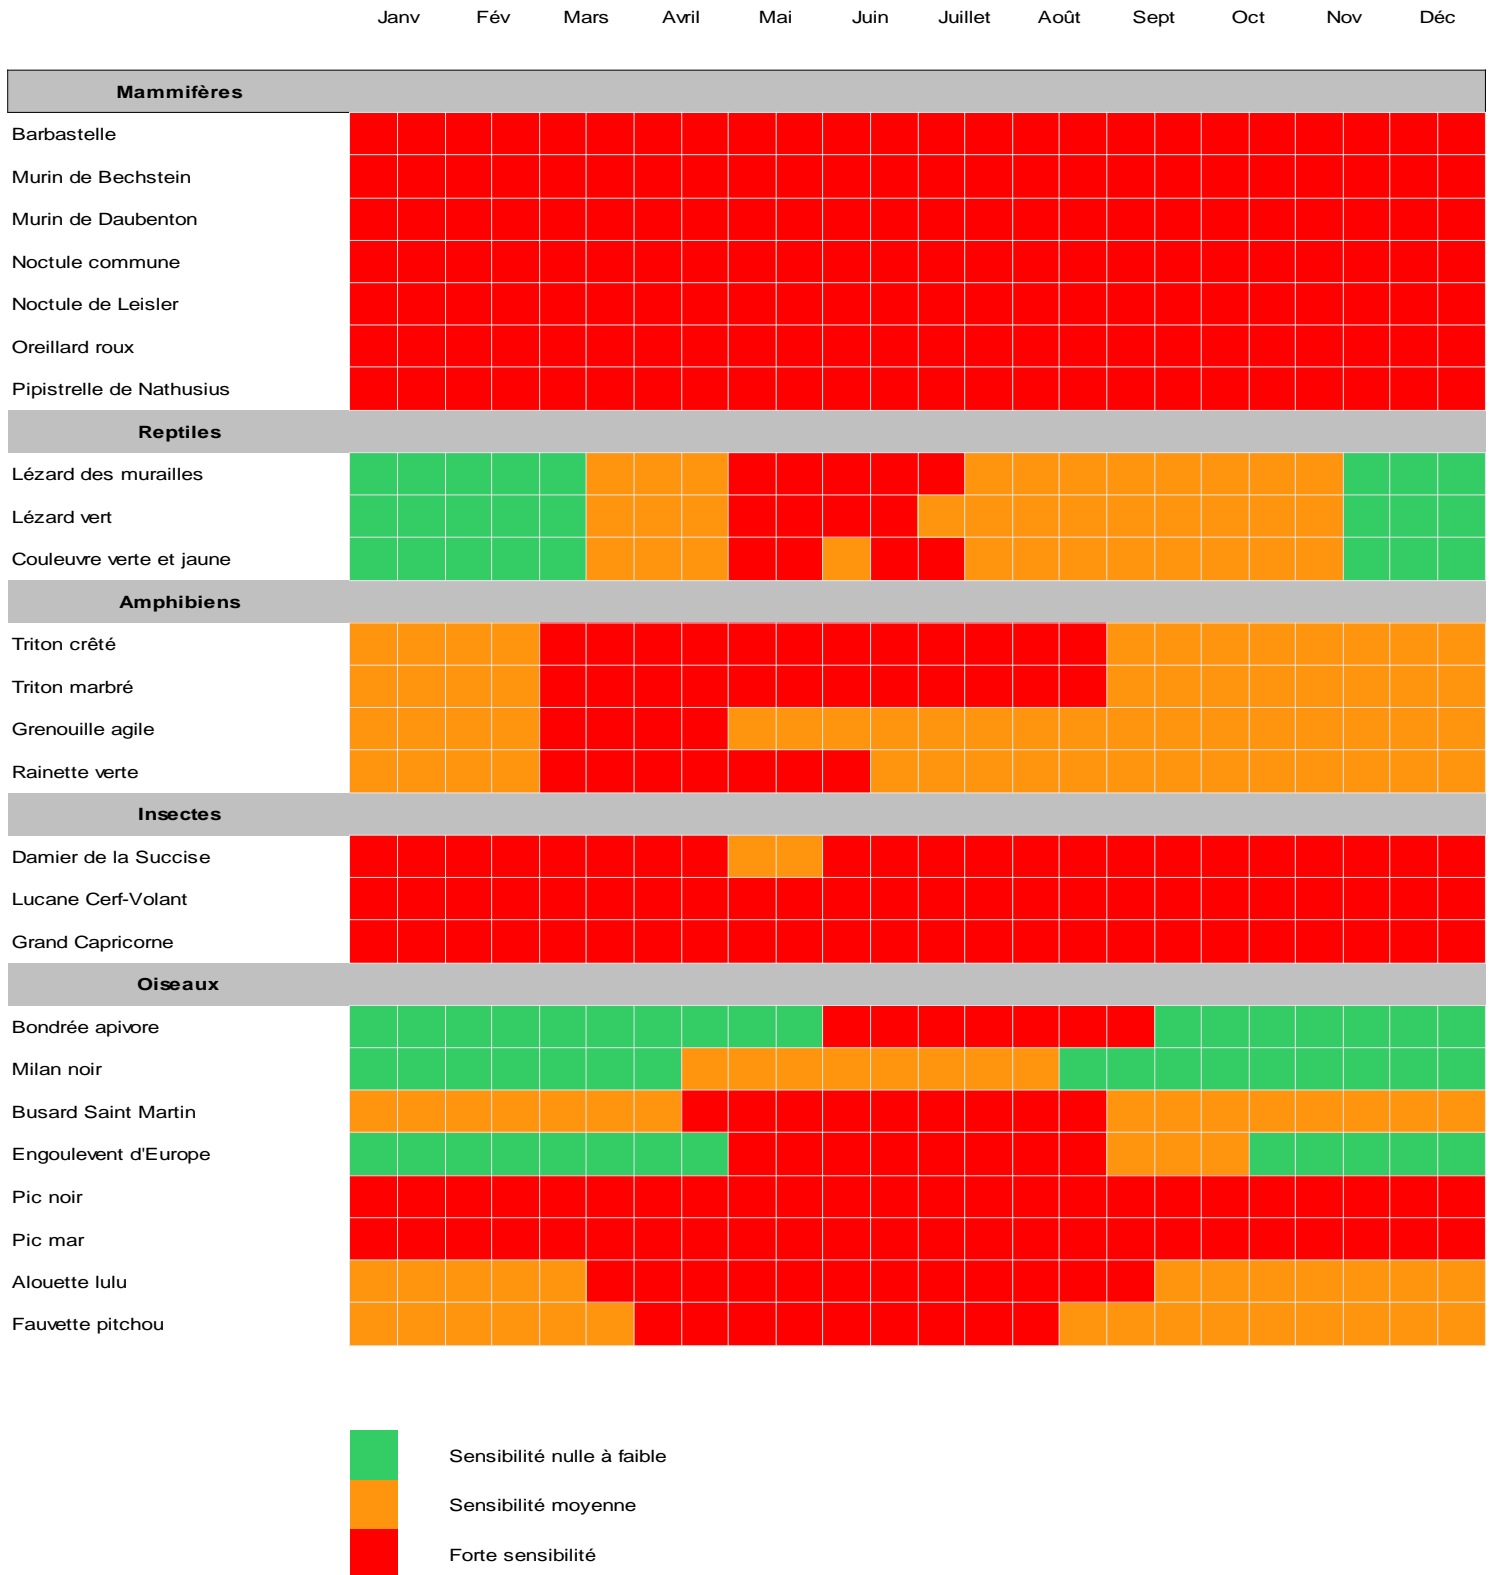 Janv Fév Mars Avril Mai Juin Juillet Août Sept Oct Nov Déc
Mammifères
Barbastelle
Murin de Bechstein
Murin de Daubenton
Noctule commune
Noctule de Leisler
Oreillard roux
Pipistrelle de Nathusius
Reptiles
Lézard des murailles
Lézard vert
Couleuvre verte et jaune
Amphibiens
Triton crêté
Triton marbré
Grenouille agile
Rainette verte
Insectes
Damier de la Succise
Lucane Cerf-Volant
Grand Capricorne
Oiseaux
Bondrée apivore
Milan noir
Busard Saint Martin
Engoulevent d'Europe
Pic noir
Pic mar
Alouette lulu
Fauvette pitchou
Sensibilité nulle à faible
Sensibilité moyenne
Forte sensibilité